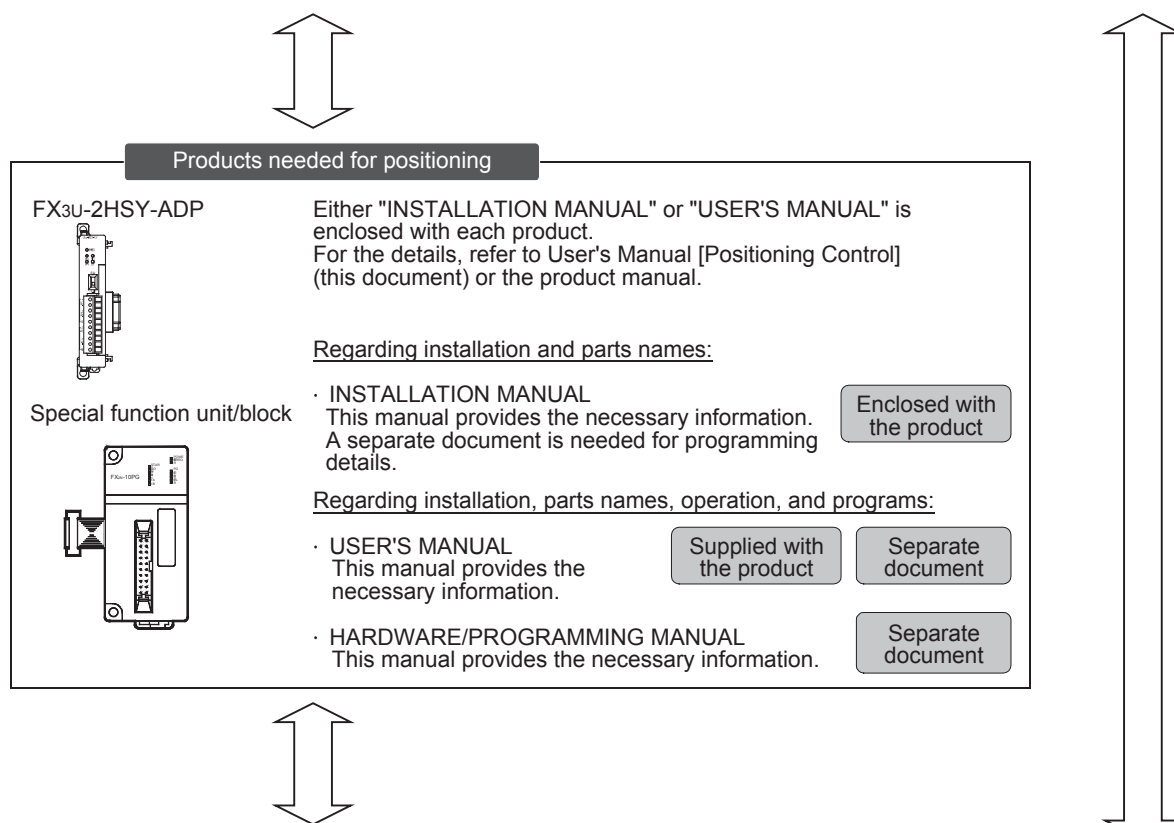 Products needed for positioning
FX3U-2HSY-ADP
Either "INSTALLATION MANUAL" or "USER'S MANUAL" is
enclosed with each product.
For the details, refer to User's Manual [Positioning Control]
(this document) or the product manual.
Regarding installation and parts names:
· INSTALLATION MANUAL
This manual provides the necessary information.
A separate document is needed for programming
details.
Enclosed with
the product
Special function unit/block
FX2N-10PG
Regarding installation, parts names, operation, and programs:
· USER'S MANUAL
This manual provides the
necessary information.
Supplied with
the product
Separate
document
· HARDWARE/PROGRAMMING MANUAL
This manual provides the necessary information.
Separate
document